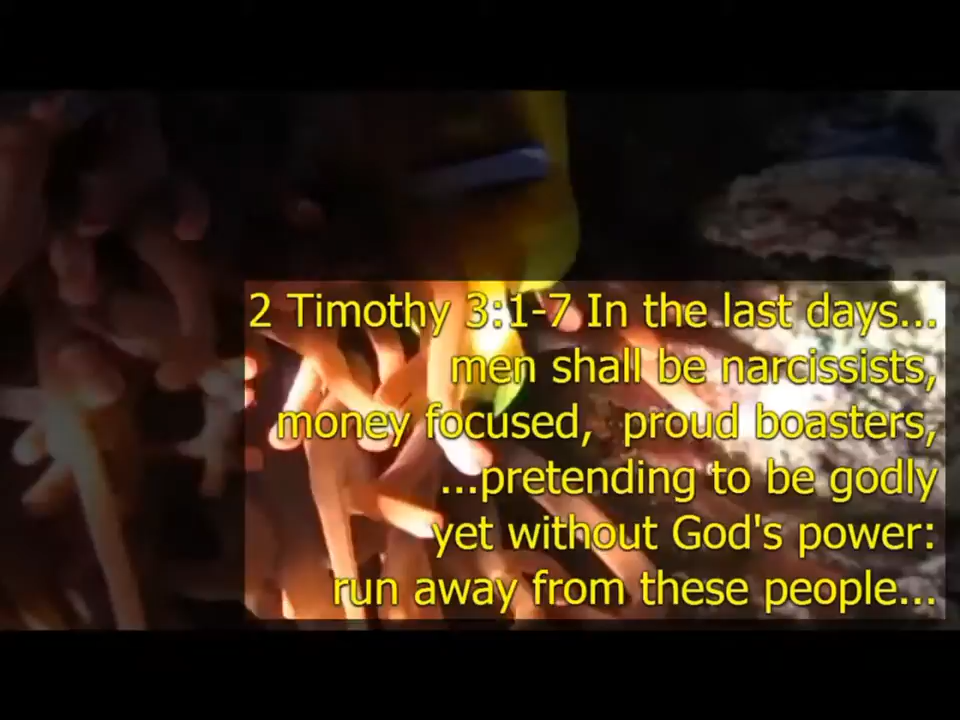 2 Timothy 3:1-7 In the last days...
men shall be narcissists,
money focused, proud boasters,
...pretending to be godly
yet without God's power:
run away from these people...